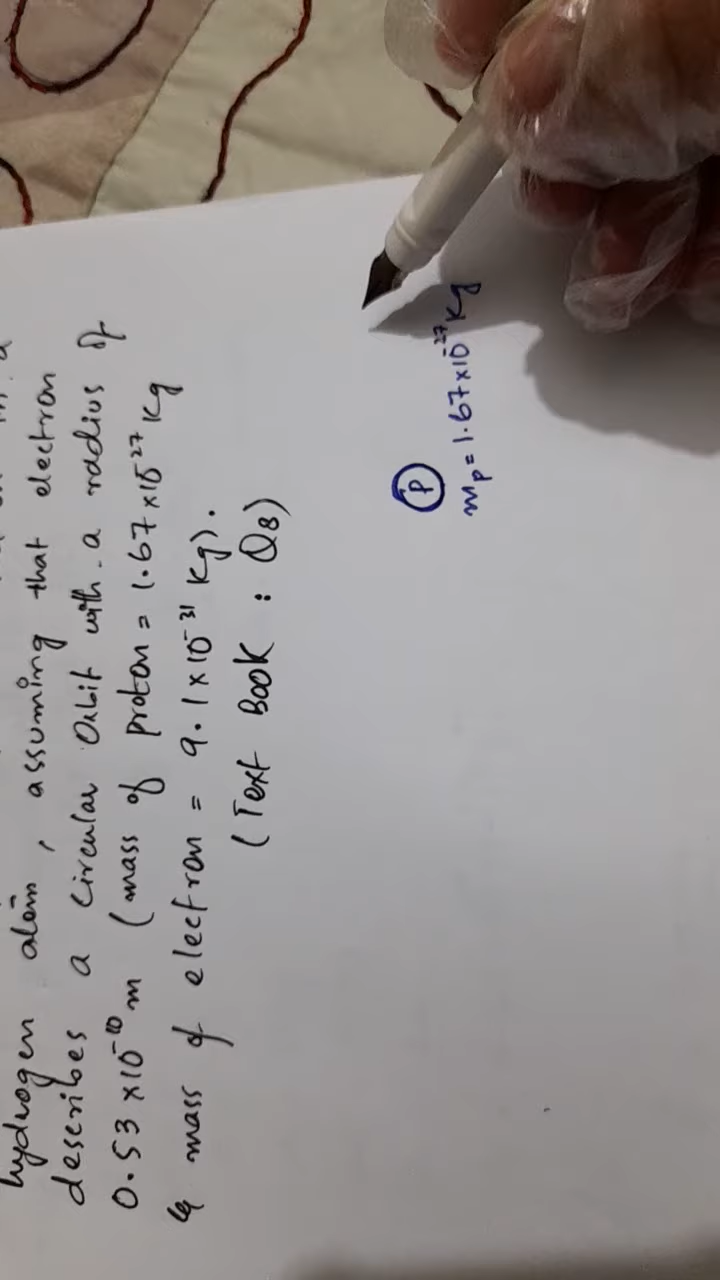 hydrogen atom, assuming that electron
describes a circular orbit with a radius of
0.53 x 10⁻¹⁰ m (mass of proton = 1.67 x 10⁻²⁷ Kg
& mass of electron = 9.1 x 10⁻³¹ Kg).
(Text Book : Q8)
p
mₚ = 1.67 x 10⁻²⁷ Kg